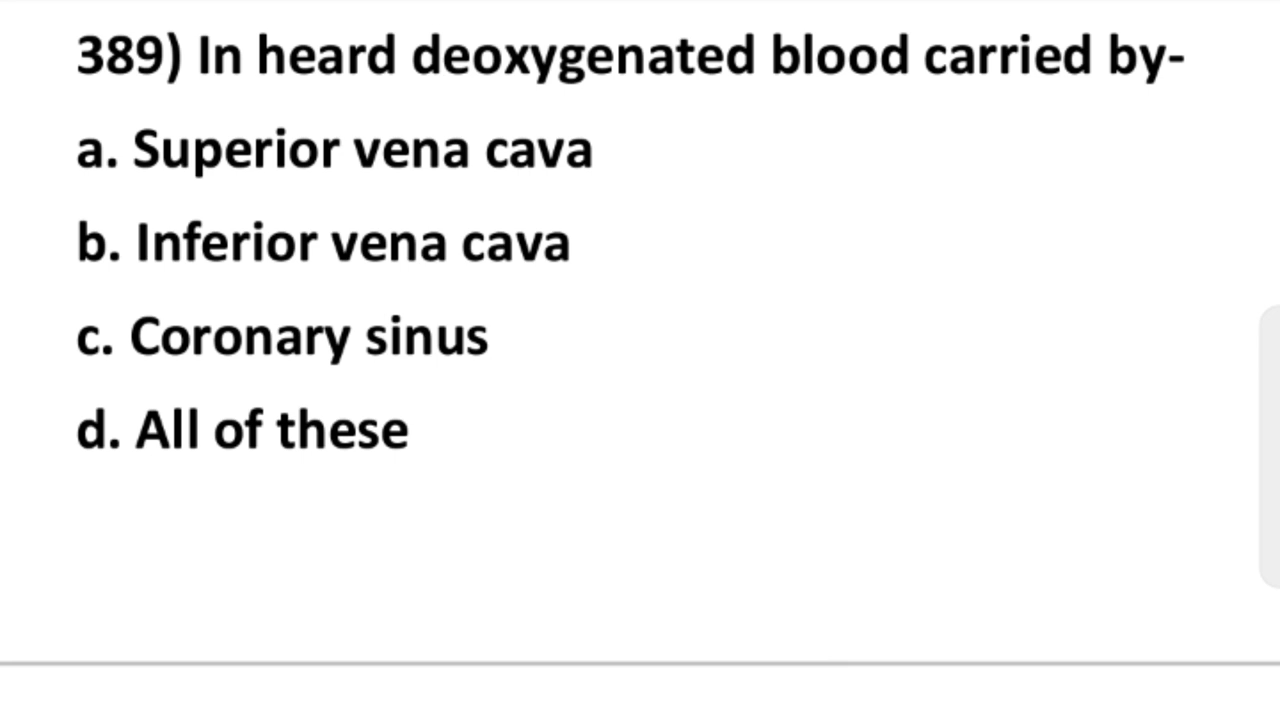 389) In heard deoxygenated blood carried by-
a. Superior vena cava
b. Inferior vena cava
c. Coronary sinus
d. All of these